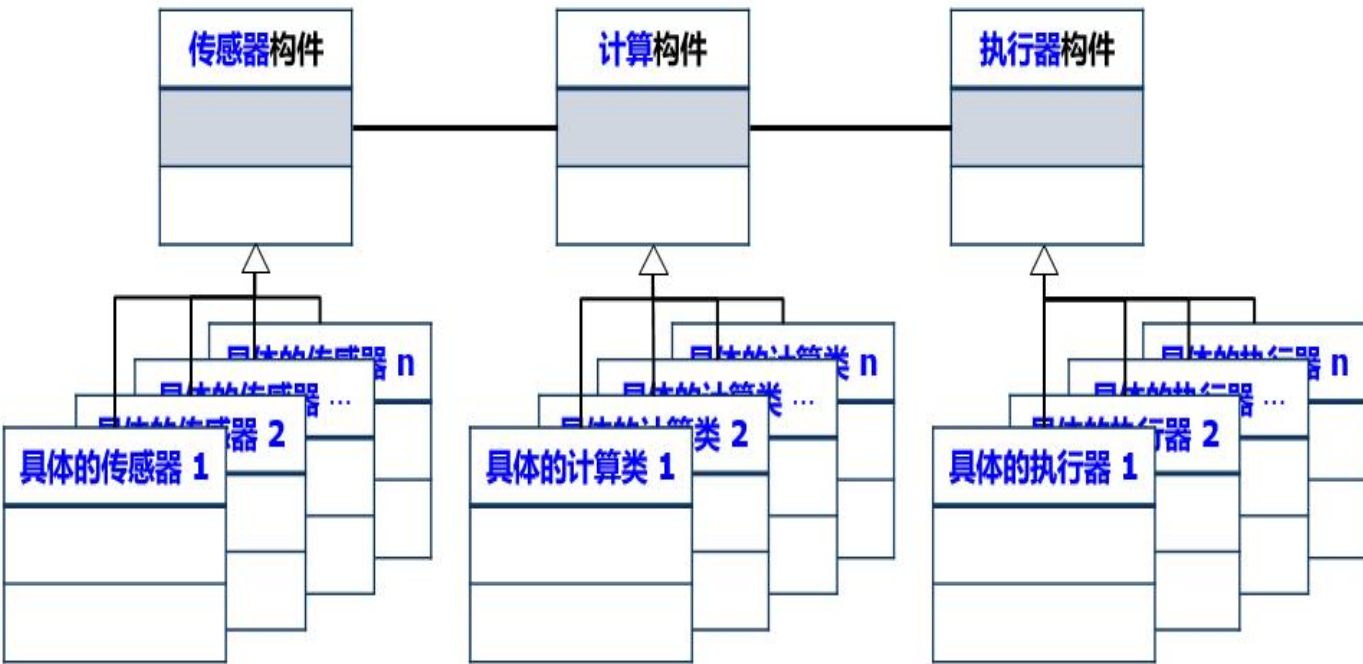 传感器构件
计算构件
执行器构件
具体的传感器 n
具体的计算类 n
具体的执行器 n
具体的传感器 ...
具体的计算类 ...
具体的执行器 ...
具体的传感器 2
具体的计算类 2
具体的执行器 2
具体的传感器 1
具体的计算类 1
具体的执行器 1